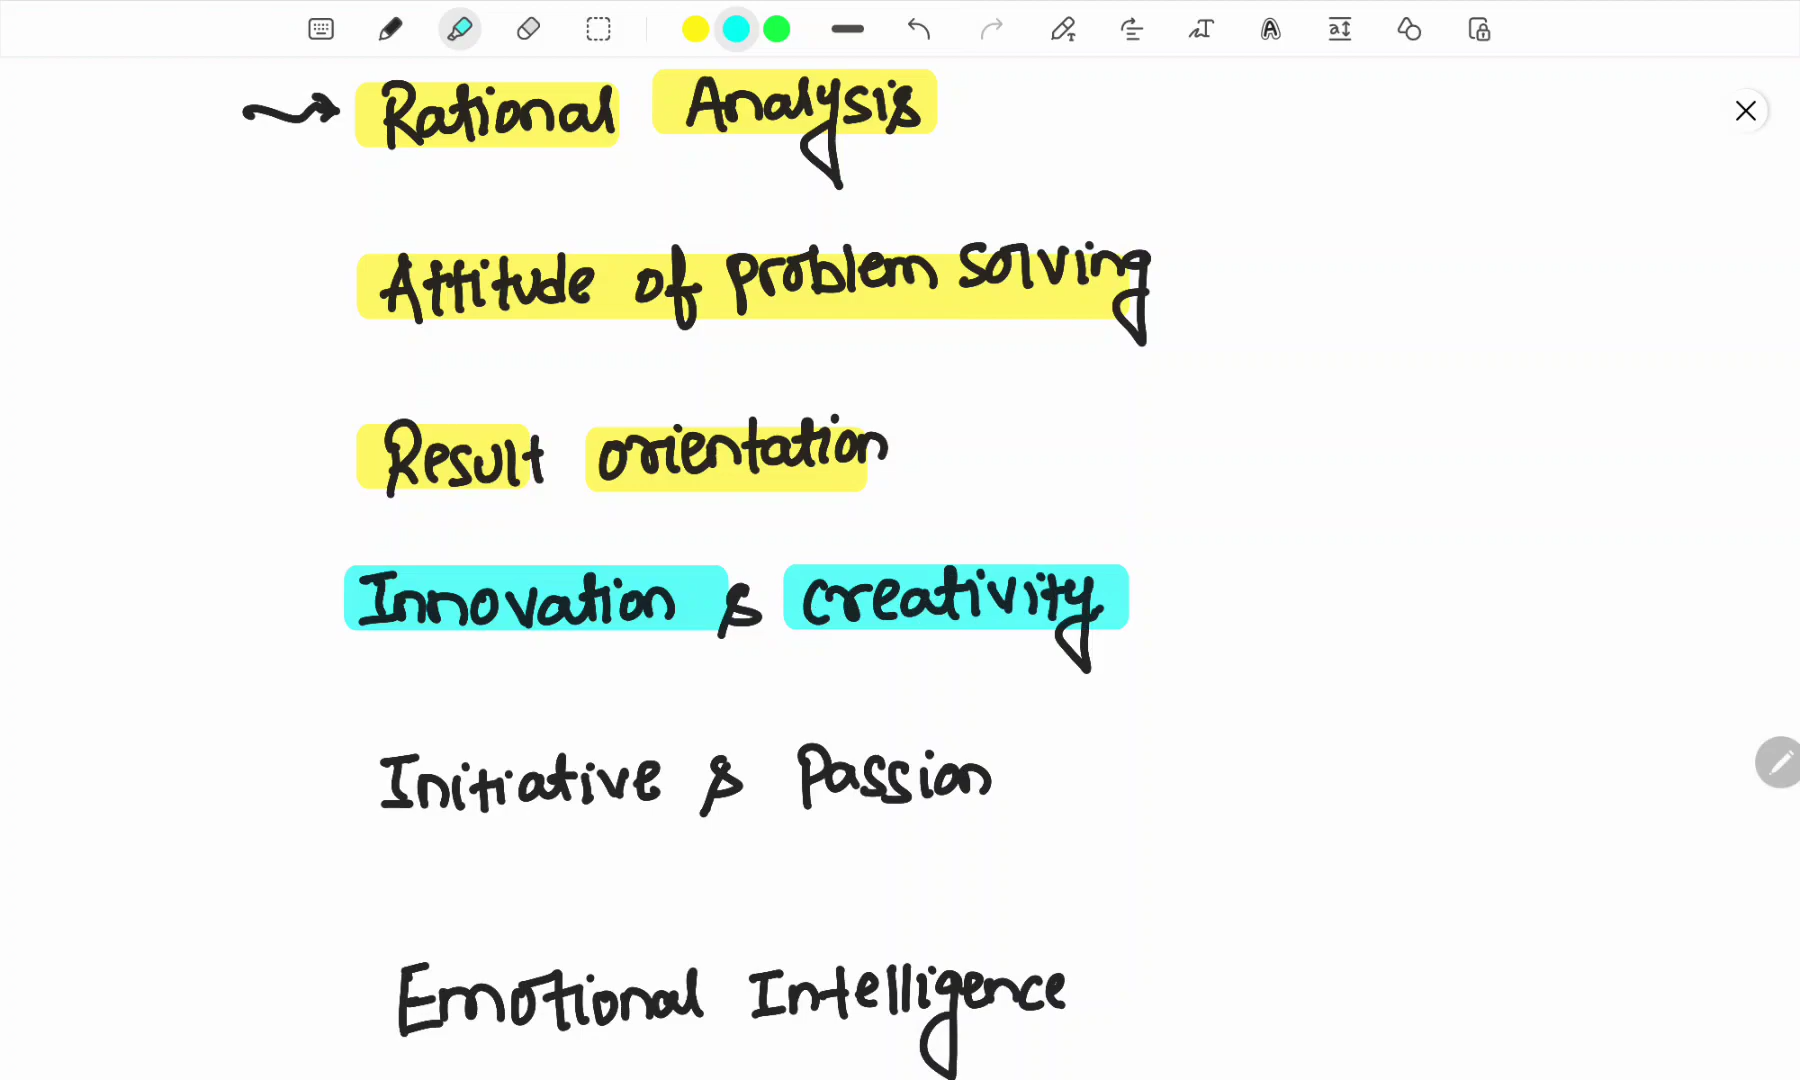 Rational Analysis
Attitude of problem solving
Result orientation
Innovation & creativity
Initiative & Passion
Emotional Intelligence